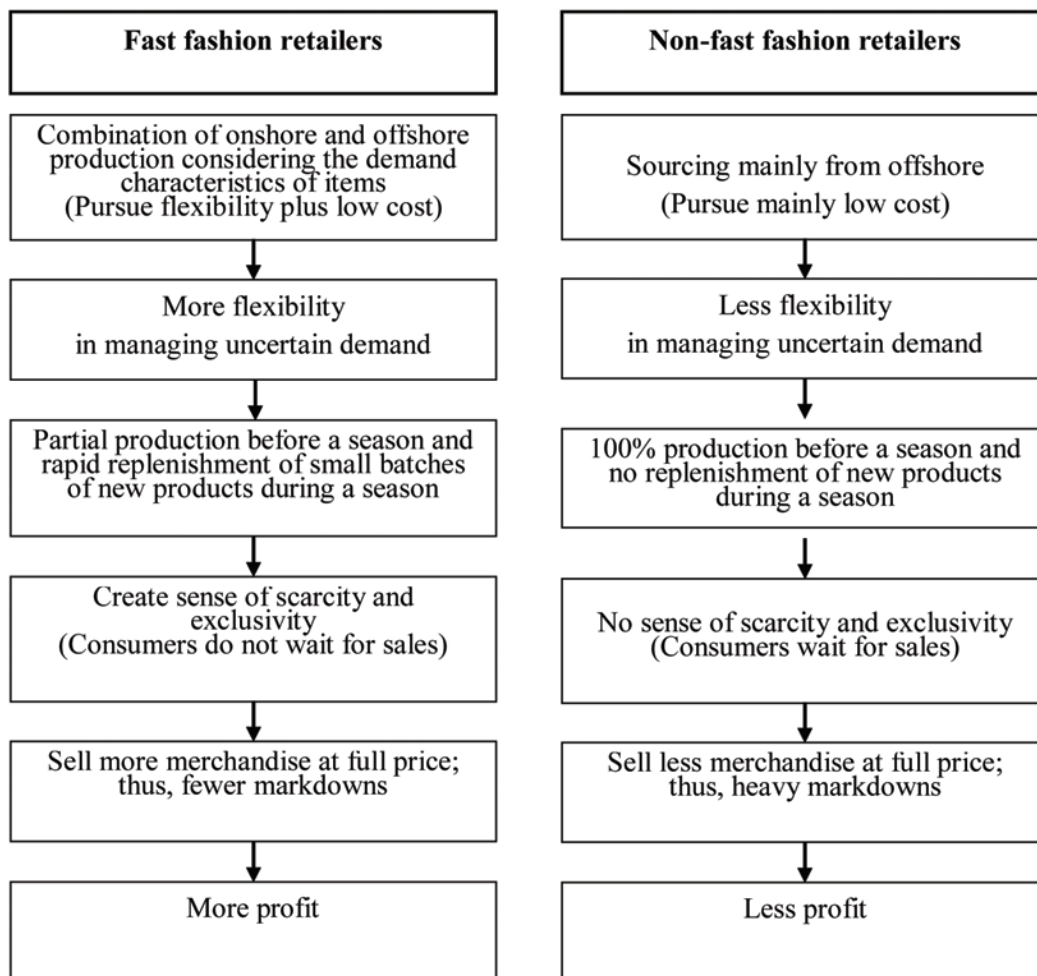 Fast fashion retailers
Combination of onshore and offshore
production considering the demand
characteristics of items
(Pursue flexibility plus low cost)
More flexibility
in managing uncertain demand
Partial production before a season and
rapid replenishment of small batches
of new products during a season
Create sense of scarcity and
exclusivity
(Consumers do not wait for sales)
Sell more merchandise at full price;
thus, fewer markdowns
More profit
Non-fast fashion retailers
Sourcing mainly from offshore
(Pursue mainly low cost)
Less flexibility
in managing uncertain demand
100% production before a season and
no replenishment of new products
during a season
No sense of scarcity and exclusivity
(Consumers wait for sales)
Sell less merchandise at full price;
thus, heavy markdowns
Less profit